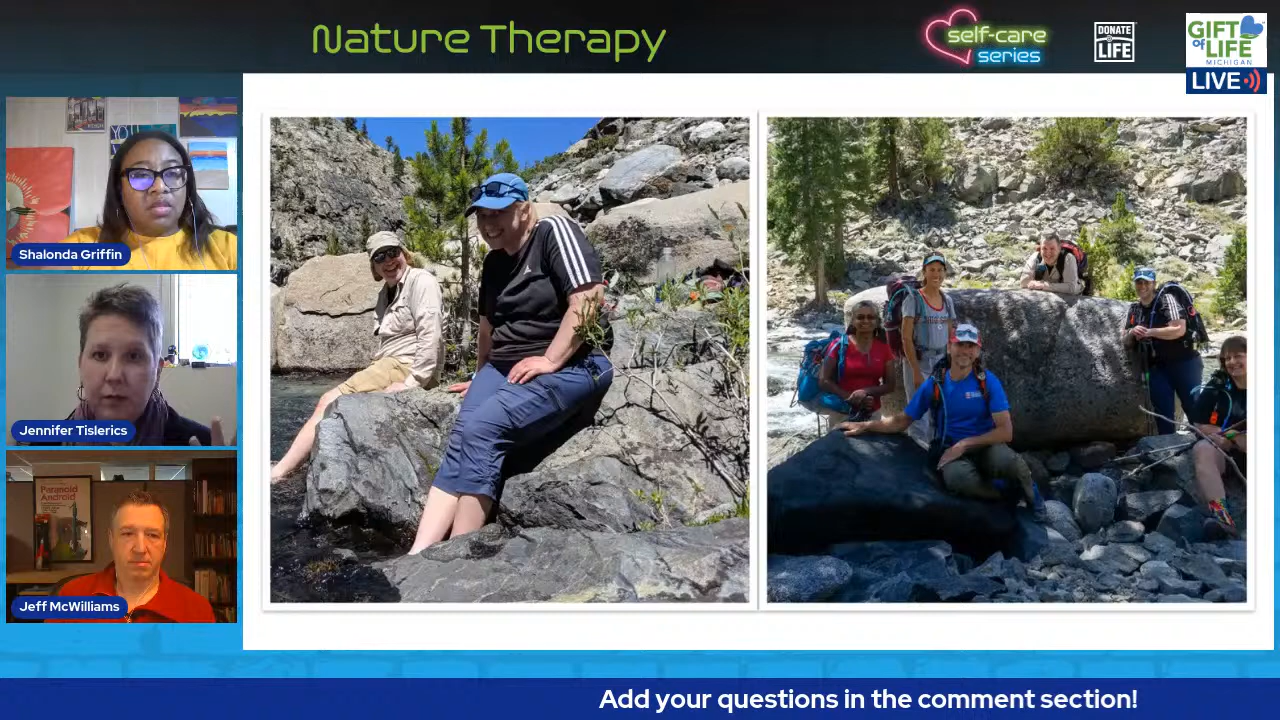 Nature Therapy
self-care
series
DONATE
LIFE
GIFT
of LIFE
MICHIGAN
LIVE
YOU
Shalonda Griffin
Jennifer Tislerics
Paranoid
Android
Jeff McWilliams
Add your questions in the comment section!